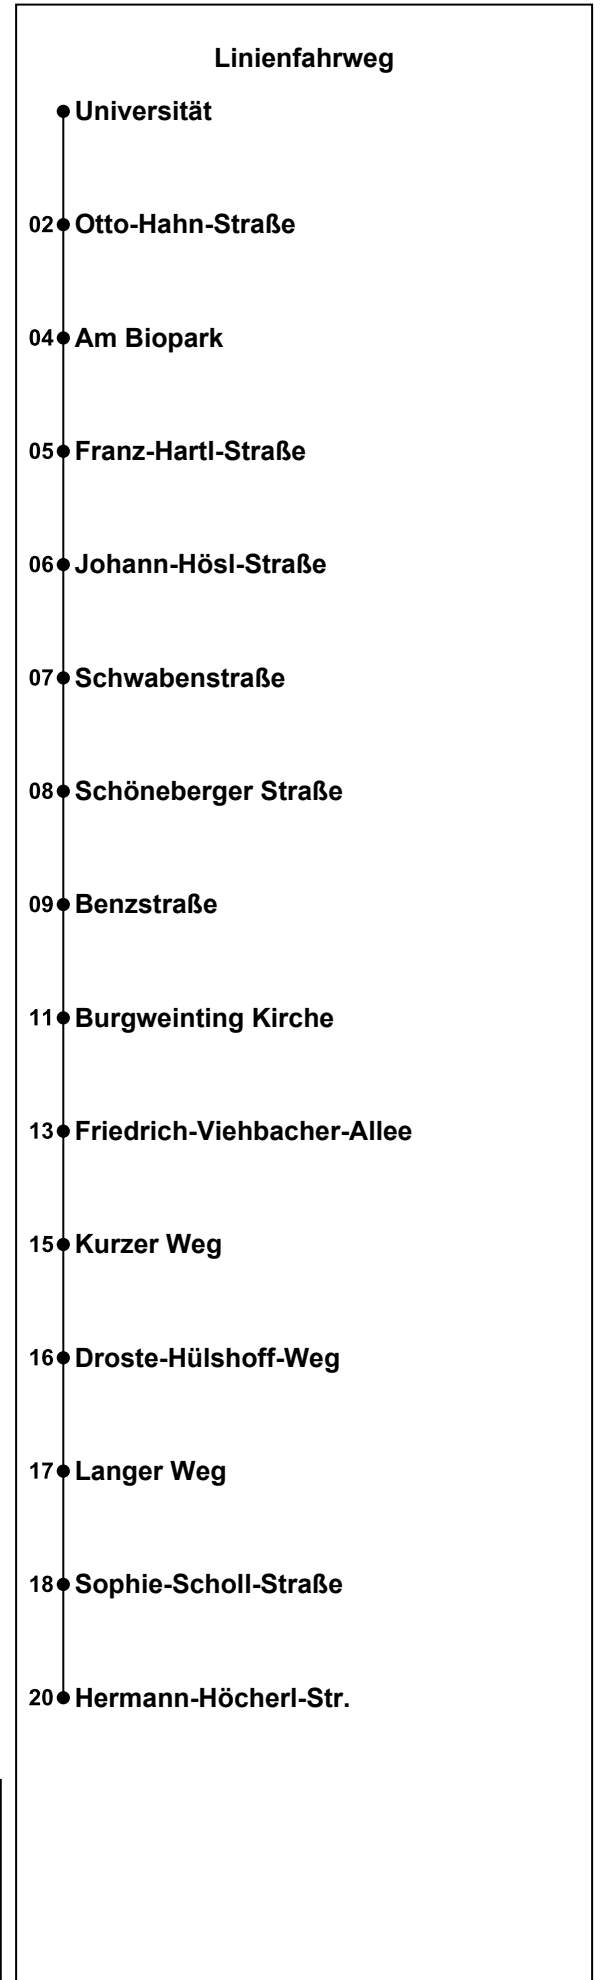 Linienfahrweg
Universität
02 Otto-Hahn-Straße
04 Am Biopark
05 Franz-Hartl-Straße
06 Johann-Hösl-Straße
07 Schwabenstraße
08 Schöneberger Straße
09 Benzstraße
11 Burgweinting Kirche
13 Friedrich-Viehbacher-Allee
15 Kurzer Weg
16 Droste-Hülshoff-Weg
17 Langer Weg
18 Sophie-Scholl-Straße
20 Hermann-Höcherl-Str.